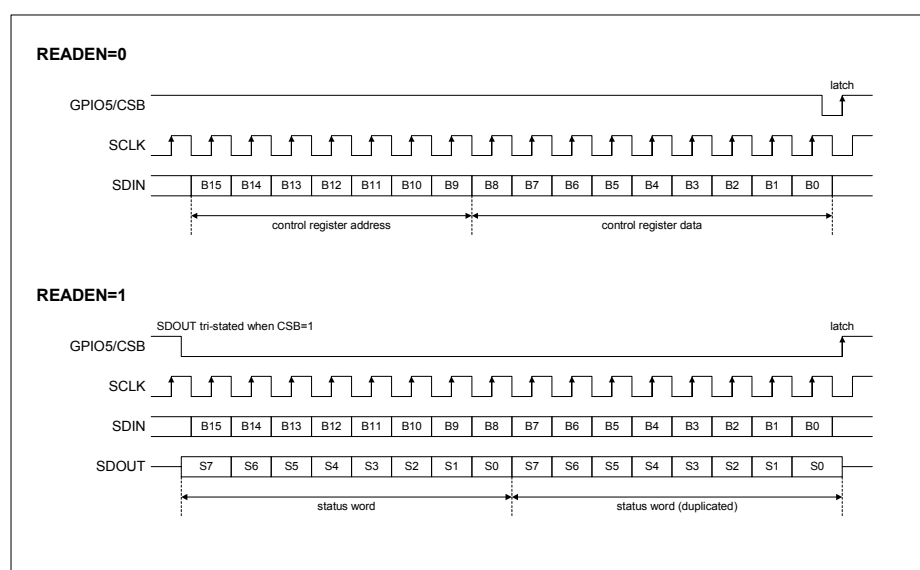 READEN=0
latch
GPIO5/CSB
SCLK
SDIN B15 B14 B13 B12 B11 B10 B9 B8 B7 B6 B5 B4 B3 B2 B1 B0
control register address control register data
READEN=1
SDOUT tri-stated when CSB=1 latch
GPIO5/CSB
SCLK
SDIN B15 B14 B13 B12 B11 B10 B9 B8 B7 B6 B5 B4 B3 B2 B1 B0
SDOUT S7 S6 S5 S4 S3 S2 S1 S0 S7 S6 S5 S4 S3 S2 S1 S0
status word status word (duplicated)